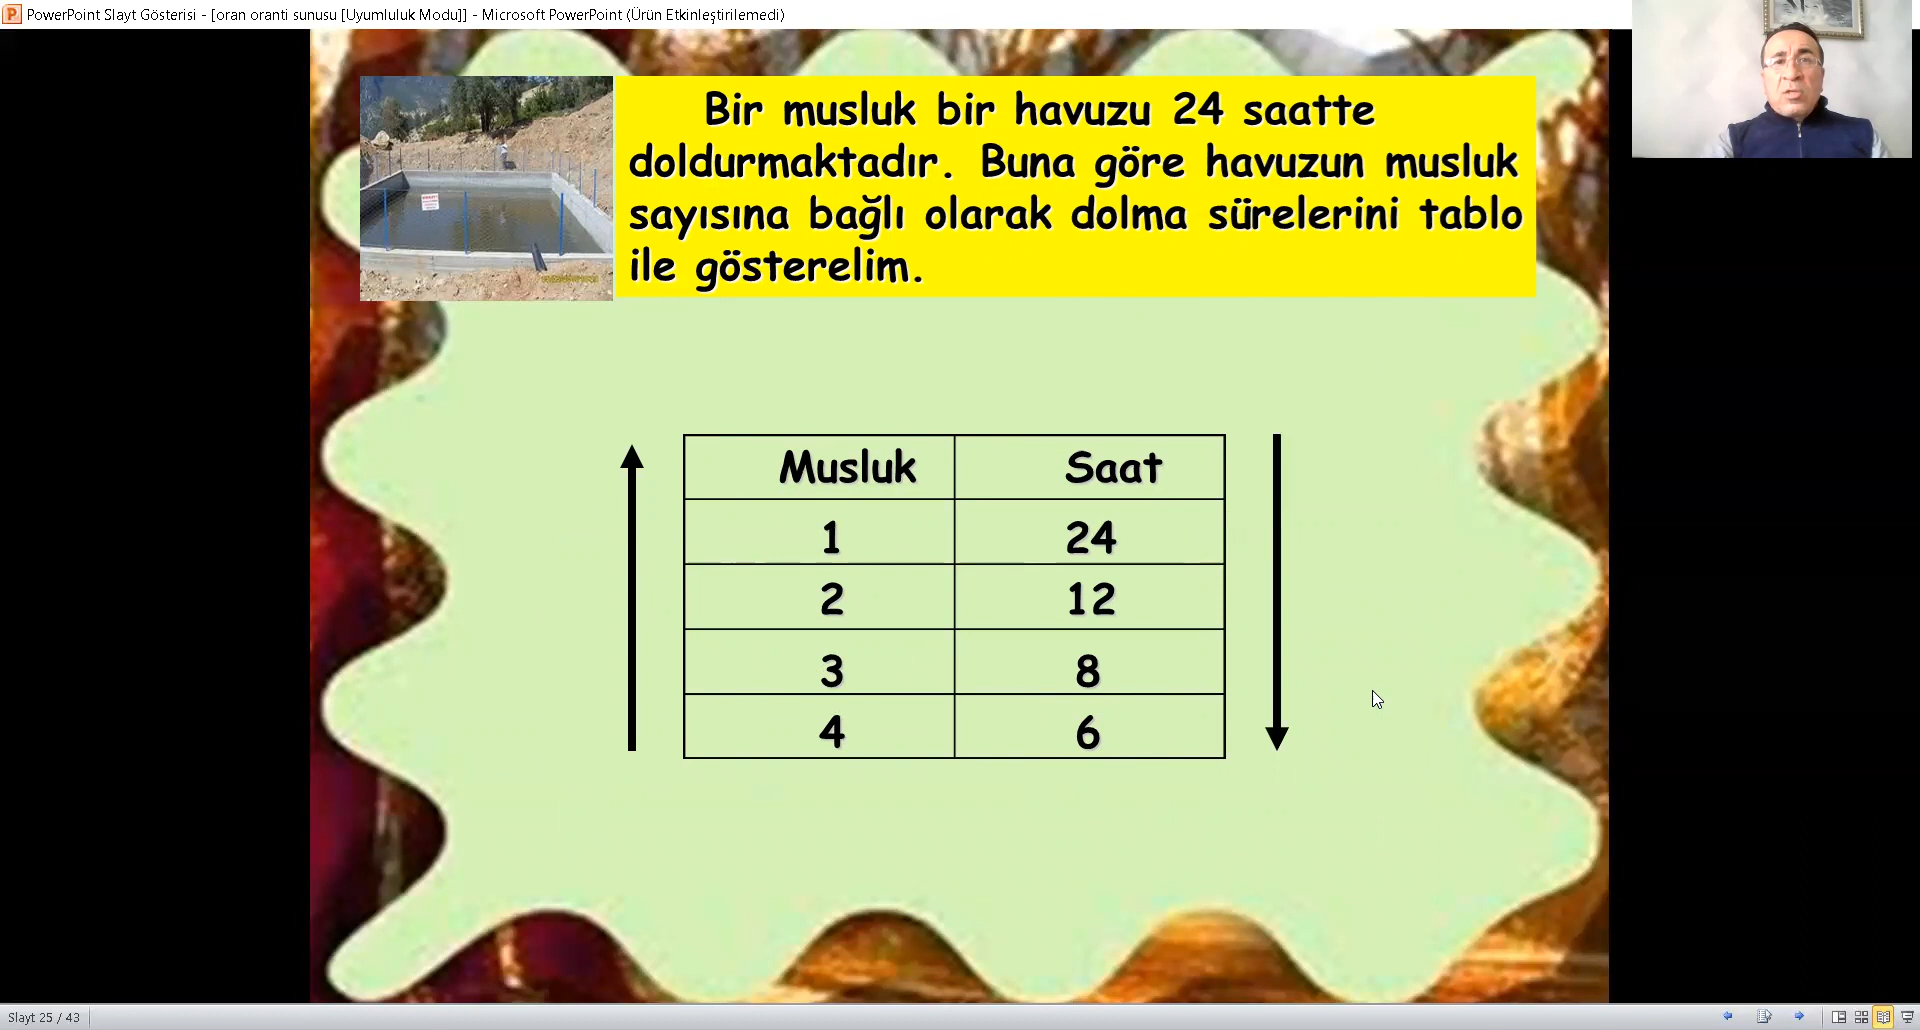 PowerPoint Slayt Gösterisi - [oran oranti sunusu [Uyumluluk Modu]] - Microsoft PowerPoint (Ürün Etkinleştirilemedi)
Bir musluk bir havuzu 24 saatte
doldurmaktadır. Buna göre havuzun musluk
sayısına bağlı olarak dolma sürelerini tablo
ile gösterelim.
Musluk Saat
1 24
2 12
3 8
4 6
Slayt 25 / 43